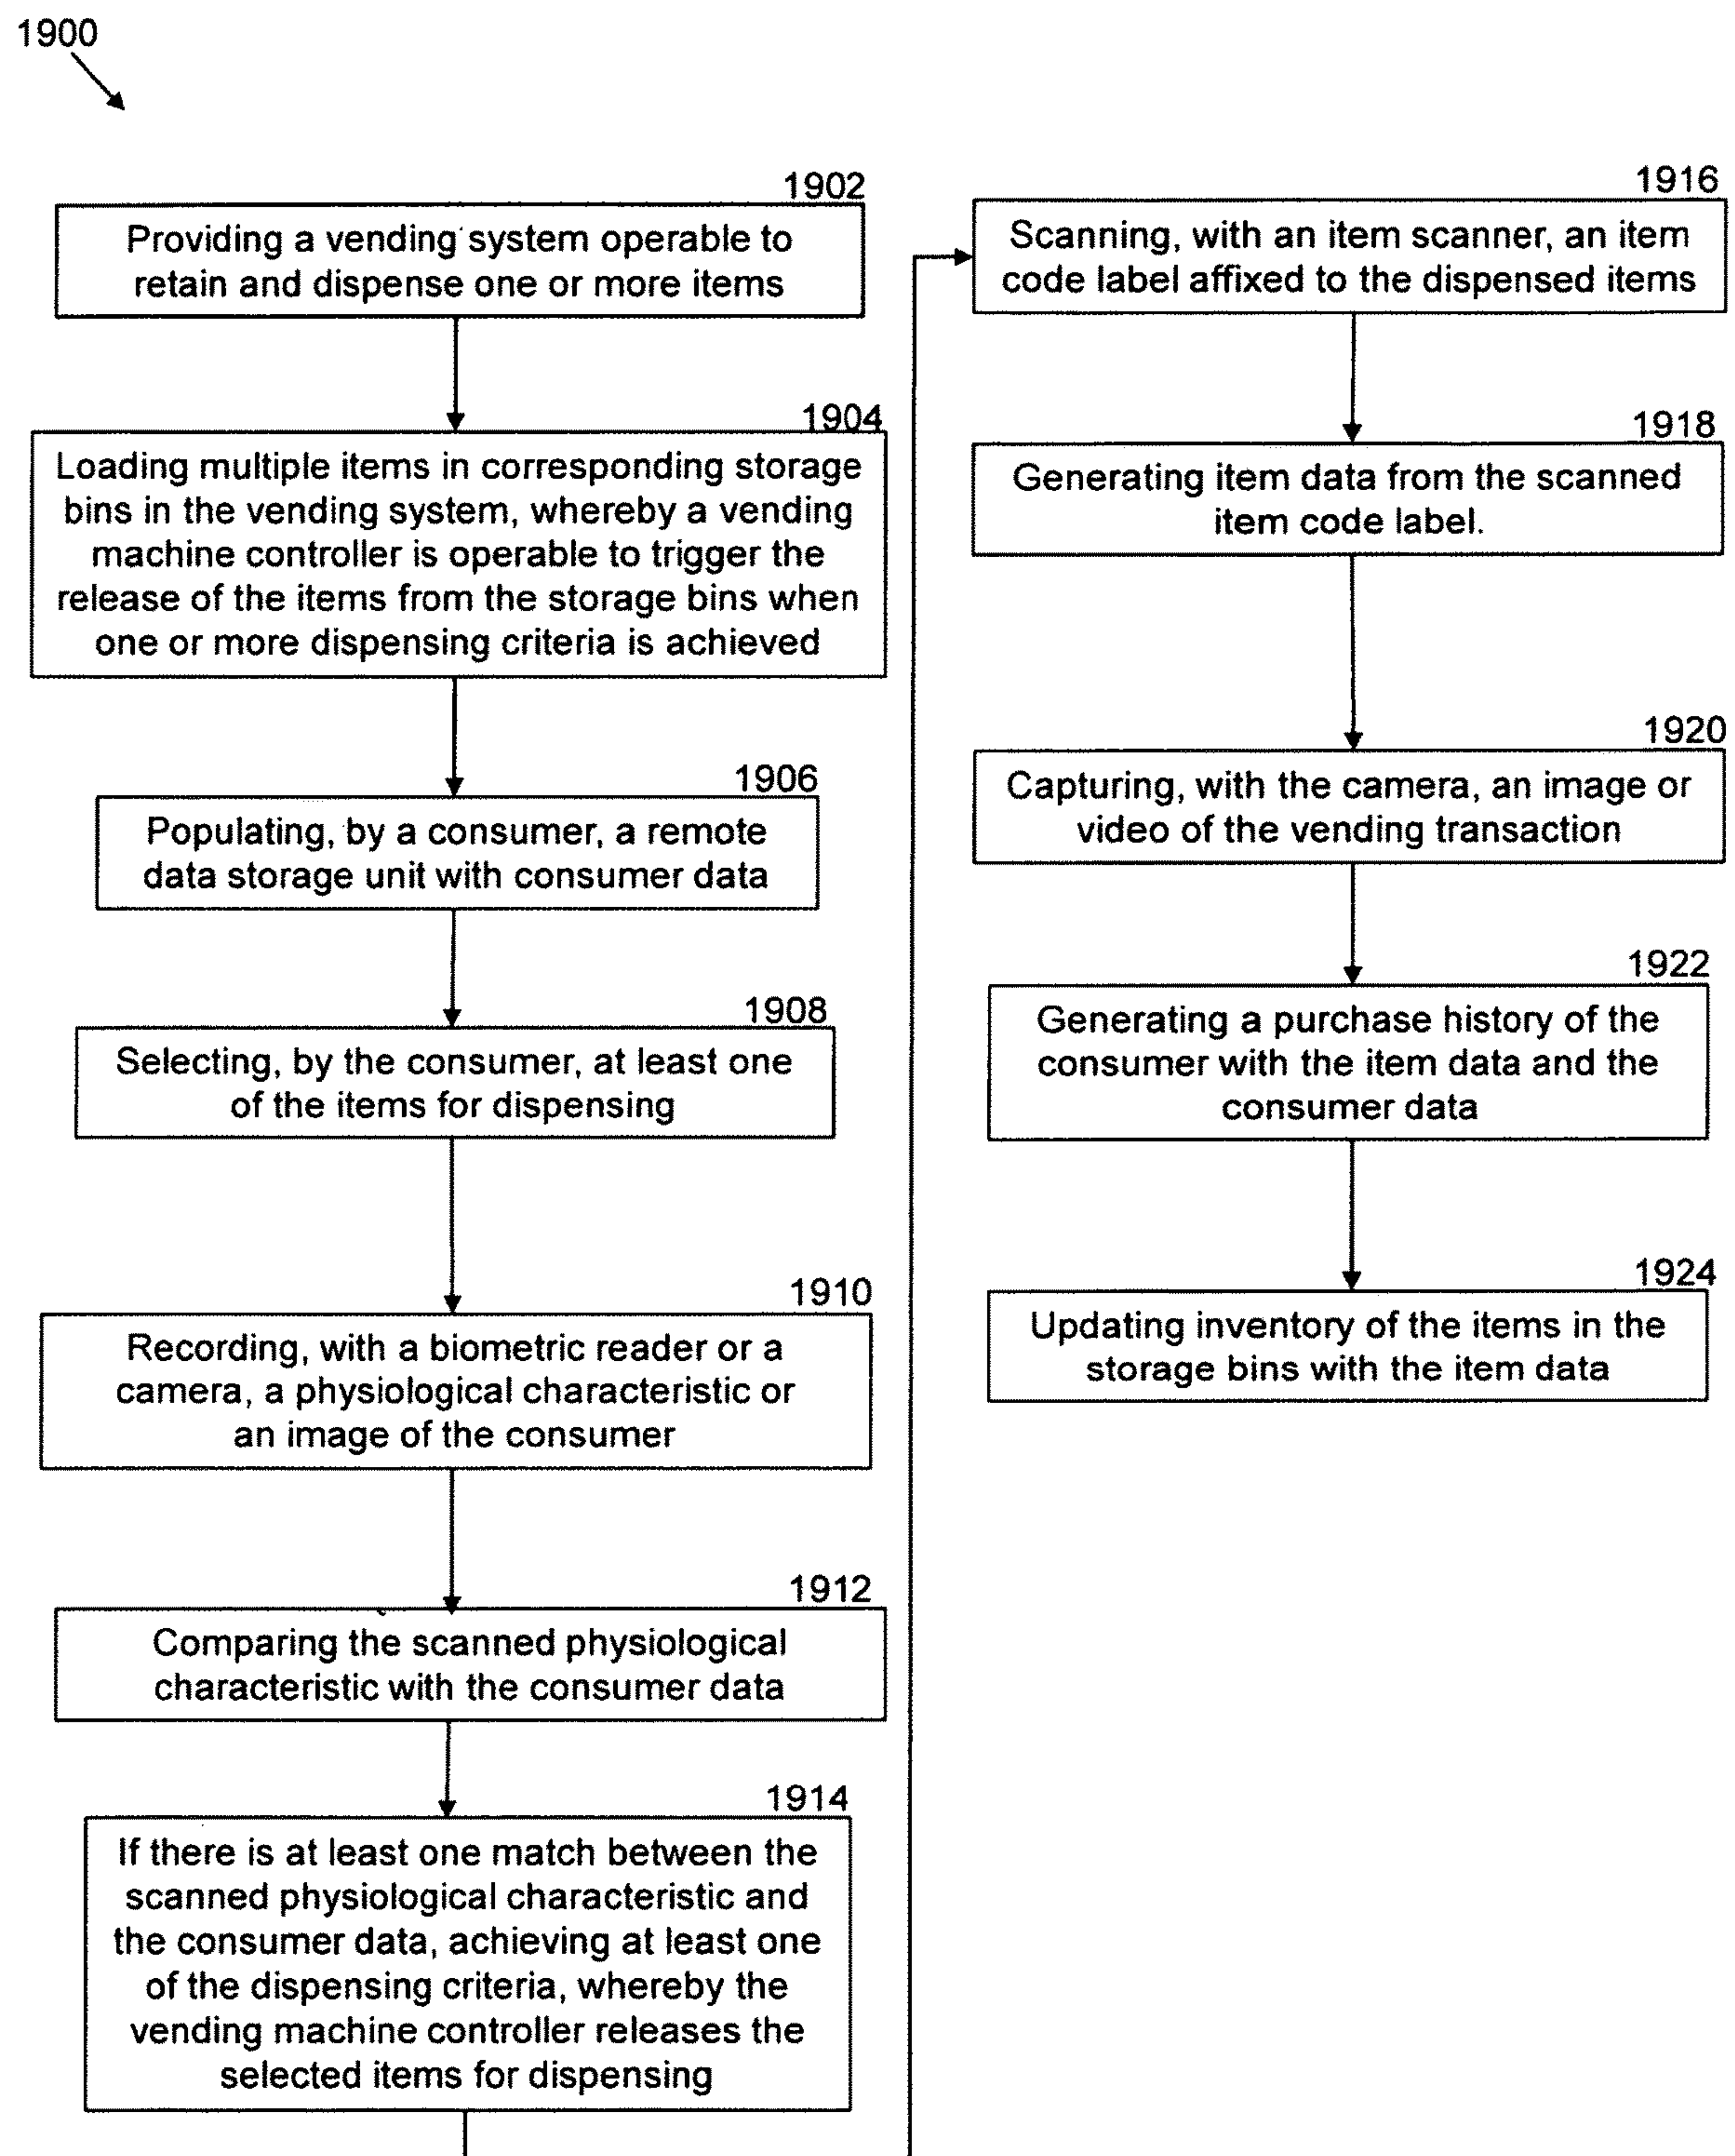 1900
1902
Providing a vending system operable to
retain and dispense one or more items
1904
Loading multiple items in corresponding storage
bins in the vending system, whereby a vending
machine controller is operable to trigger the
release of the items from the storage bins when
one or more dispensing criteria is achieved
1906
Populating, by a consumer, a remote
data storage unit with consumer data
1908
Selecting, by the consumer, at least one
of the items for dispensing
1910
Recording, with a biometric reader or a
camera, a physiological characteristic or
an image of the consumer
1912
Comparing the scanned physiological
characteristic with the consumer data
1914
If there is at least one match between the
scanned physiological characteristic and
the consumer data, achieving at least one
of the dispensing criteria, whereby the
vending machine controller releases the
selected items for dispensing
1916
Scanning, with an item scanner, an item
code label affixed to the dispensed items
1918
Generating item data from the scanned
item code label.
1920
Capturing, with the camera, an image or
video of the vending transaction
1922
Generating a purchase history of the
consumer with the item data and the
consumer data
1924
Updating inventory of the items in the
storage bins with the item data